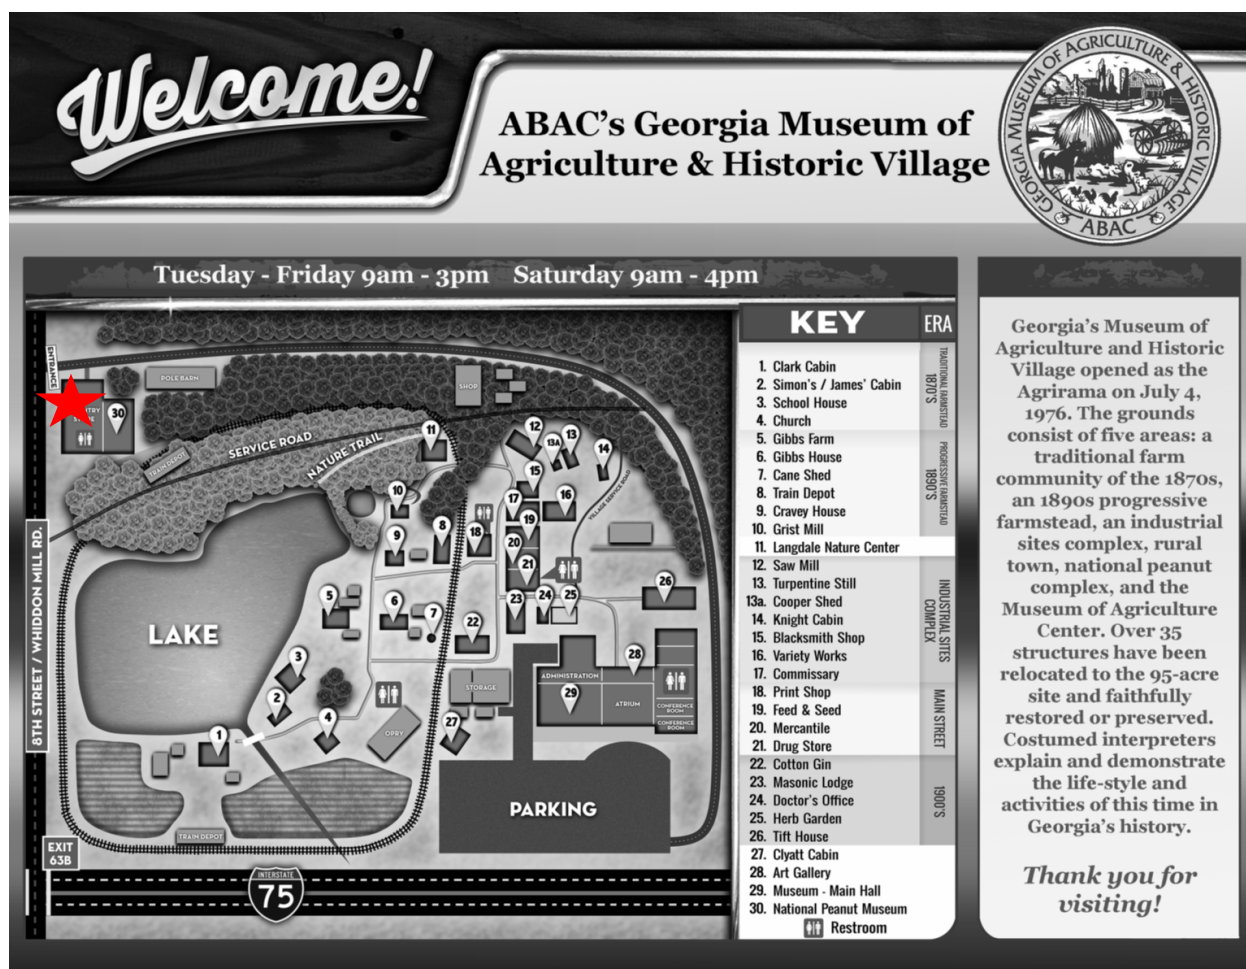 Welcome!
ABAC's Georgia Museum of
Agriculture & Historic Village
GEORGIA MUSEUM OF AGRICULTURE & HISTORIC VILLAGE
ABAC
Tuesday - Friday 9am - 3pm Saturday 9am - 4pm
ENTRANCE
POLE BARN
SHOP
30
TRAIN DEPOT
SERVICE ROAD
NATURE TRAIL
11
12
13A
13
14
15
VILLAGE SERVICE ROAD
10
17
16
8
18
19
9
20
21
26
5
6
7
23
24
25
22
8TH STREET / WHIDDON MILL RD.
LAKE
3
28
ADMINISTRATION
STORAGE
2
29
ATRIUM
CONFERENCE
ROOM
CONFERENCE
ROOM
4
27
1
OPRY
PARKING
TRAIN DEPOT
EXIT
63B
INTERSTATE
75
KEY
ERA
1. Clark Cabin
2. Simon's / James' Cabin
3. School House
4. Church
5. Gibbs Farm
6. Gibbs House
7. Cane Shed
8. Train Depot
9. Cravey House
10. Grist Mill
11. Langdale Nature Center
12. Saw Mill
13. Turpentine Still
13a. Cooper Shed
14. Knight Cabin
15. Blacksmith Shop
16. Variety Works
17. Commissary
18. Print Shop
19. Feed & Seed
20. Mercantile
21. Drug Store
22. Cotton Gin
23. Masonic Lodge
24. Doctor's Office
25. Herb Garden
26. Tift House
27. Clyatt Cabin
28. Art Gallery
29. Museum - Main Hall
30. National Peanut Museum
Restroom
TRADITIONAL FARMSTEAD
1870'S
PROGRESSIVE FARMSTEAD
1890'S
INDUSTRIAL SITES
COMPLEX
MAIN STREET
1900'S
Georgia's Museum of
Agriculture and Historic
Village opened as the
Agrirama on July 4,
1976. The grounds
consist of five areas: a
traditional farm
community of the 1870s,
an 1890s progressive
farmstead, an industrial
sites complex, rural
town, national peanut
complex, and the
Museum of Agriculture
Center. Over 35
structures have been
relocated to the 95-acre
site and faithfully
restored or preserved.
Costumed interpreters
explain and demonstrate
the life-style and
activities of this time in
Georgia's history.
Thank you for
visiting!